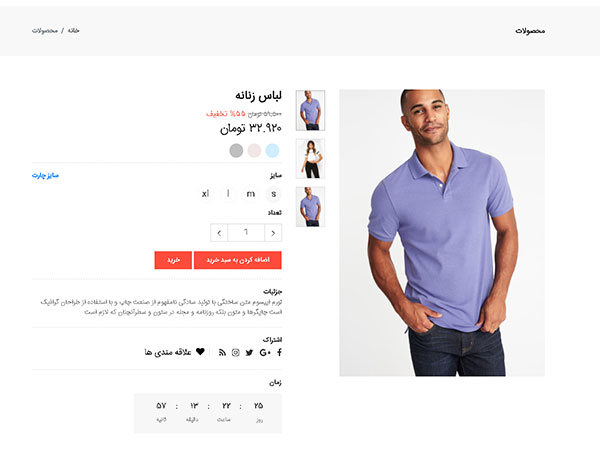 محصولات
خانه / محصولات
لباس زنانه
۵۹,۵۰۰ تومان ۵۵% تخفیف
۳۲,۹۲۰ تومان
سایز
سایز چارت
s m l xl
تعداد
1
اضافه کردن به سبد خرید
خرید
جزئیات
لورم ایپسوم متن ساختگی با تولید سادگی نامفهوم از صنعت چاپ و با استفاده از طراحان گرافیک
است چاپگرها و متون بلکه روزنامه و مجله در ستون و سطرآنچنان که لازم است
اشتراک
علاقه مندی ها
زمان
۲۵ : ۲۲ : ۱۳ : ۵۷
روز ساعت دقیقه ثانیه